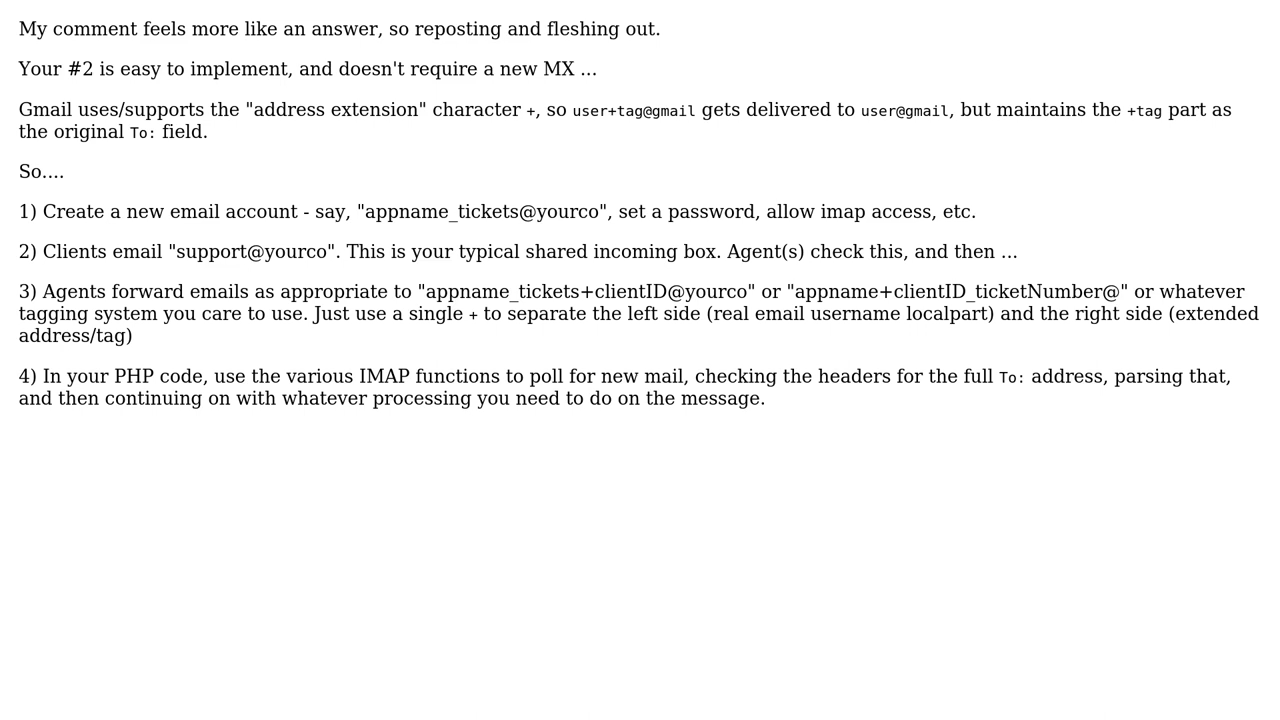 My comment feels more like an answer, so reposting and fleshing out.
Your #2 is easy to implement, and doesn't require a new MX ...
Gmail uses/supports the "address extension" character +, so user+tag@gmail gets delivered to user@gmail, but maintains the +tag part as
the original To: field.
So....
1) Create a new email account - say, "appname_tickets@yourco", set a password, allow imap access, etc.
2) Clients email "support@yourco". This is your typical shared incoming box. Agent(s) check this, and then ...
3) Agents forward emails as appropriate to "appname_tickets+clientID@yourco" or "appname+clientID_ticketNumber@" or whatever
tagging system you care to use. Just use a single + to separate the left side (real email username localpart) and the right side (extended
address/tag)
4) In your PHP code, use the various IMAP functions to poll for new mail, checking the headers for the full To: address, parsing that,
and then continuing on with whatever processing you need to do on the message.